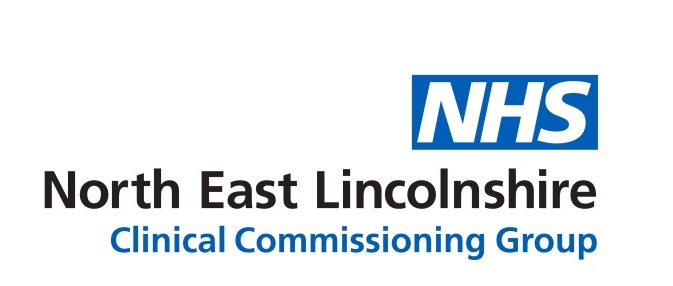 NHS
North East Lincolnshire
Clinical Commissioning Group